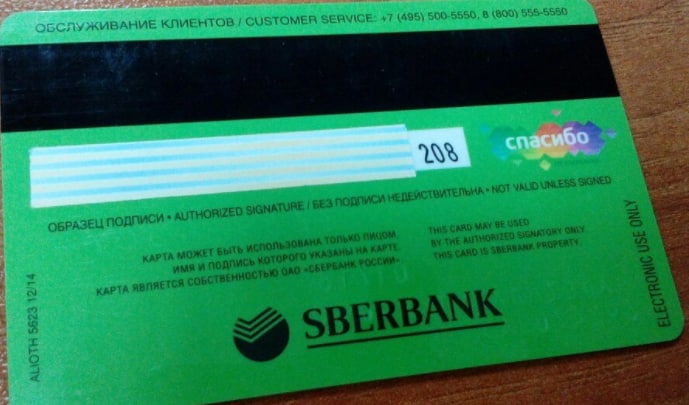 ОБСЛУЖИВАНИЕ КЛИЕНТОВ / CUSTOMER SERVICE: +7 (495) 500-5550, 8 (800) 555-5550
208
спасибо
ОБРАЗЕЦ ПОДПИСИ • AUTHORIZED SIGNATURE / БЕЗ ПОДПИСИ НЕДЕЙСТВИТЕЛЬНА • NOT VALID UNLESS SIGNED
КАРТА МОЖЕТ БЫТЬ ИСПОЛЬЗОВАНА ТОЛЬКО ЛИЦОМ,
ИМЯ И ПОДПИСЬ КОТОРОГО УКАЗАНЫ НА КАРТЕ.
КАРТА ЯВЛЯЕТСЯ СОБСТВЕННОСТЬЮ ОАО «СБЕРБАНК РОССИИ».
THIS CARD MAY BE USED
BY THE AUTHORIZED SIGNATORY ONLY.
THIS CARD IS SBERBANK PROPERTY.
SBERBANK
ALIOTH 5623 12/14
ELECTRONIC USE ONLY